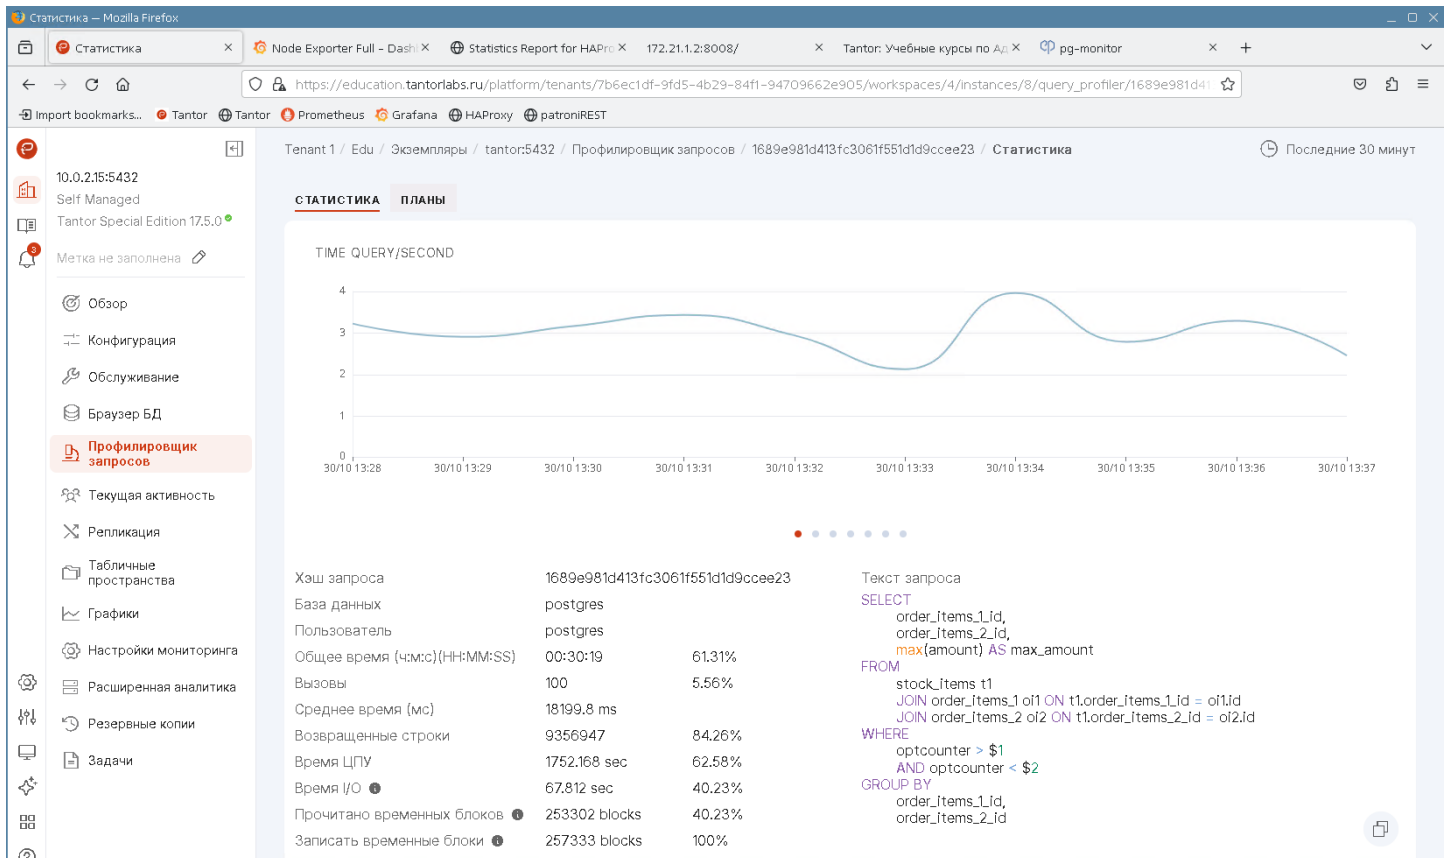 Статистика — Mozilla Firefox
Статистика
Node Exporter Full - Dash
Statistics Report for HAPro
172.21.1.2:8008/
Tantor: Учебные курсы по Ад
pg-monitor
https://education.tantorlabs.ru/platform/tenants/7b6ec1df-9fd5-4b29-84f1-94709662e905/workspaces/4/instances/8/query_profiler/1689e981d41
Import bookmarks...
Tantor
Tantor
Prometheus
Grafana
HAProxy
patroniREST
Tenant 1 / Edu / Экземпляры / tantor:5432 / Профилировщик запросов / 1689e981d413fc3061f551d1d9ccee23 / Статистика
Последние 30 минут
10.0.2.15:5432
Self Managed
Tantor Special Edition 17.5.0
3
Метка не заполнена
Обзор
Конфигурация
Обслуживание
Браузер БД
Профилировщик
запросов
Текущая активность
Репликация
Табличные
пространства
Графики
Настройки мониторинга
Расширенная аналитика
Резервные копии
Задачи
СТАТИСТИКА
ПЛАНЫ
TIME QUERY/SECOND
4
3
2
1
0
30/10 13:28
30/10 13:29
30/10 13:30
30/10 13:31
30/10 13:32
30/10 13:33
30/10 13:34
30/10 13:35
30/10 13:36
30/10 13:37
Хэш запроса 1689e981d413fc3061f551d1d9ccee23
База данных postgres
Пользователь postgres
Общее время (ч:м:с)(HH:MM:SS) 00:30:19 61.31%
Вызовы 100 5.56%
Среднее время (мс) 18199.8 ms
Возвращенные строки 9356947 84.26%
Время ЦПУ 1752.168 sec 62.58%
Время I/O 67.812 sec 40.23%
Прочитано временных блоков 253302 blocks 40.23%
Записать временные блоки 257333 blocks 100%
Текст запроса
SELECT
order_items_1_id,
order_items_2_id,
max(amount) AS max_amount
FROM
stock_items t1
JOIN order_items_1 oi1 ON t1.order_items_1_id = oi1.id
JOIN order_items_2 oi2 ON t1.order_items_2_id = oi2.id
WHERE
optcounter > $1
AND optcounter < $2
GROUP BY
order_items_1_id,
order_items_2_id